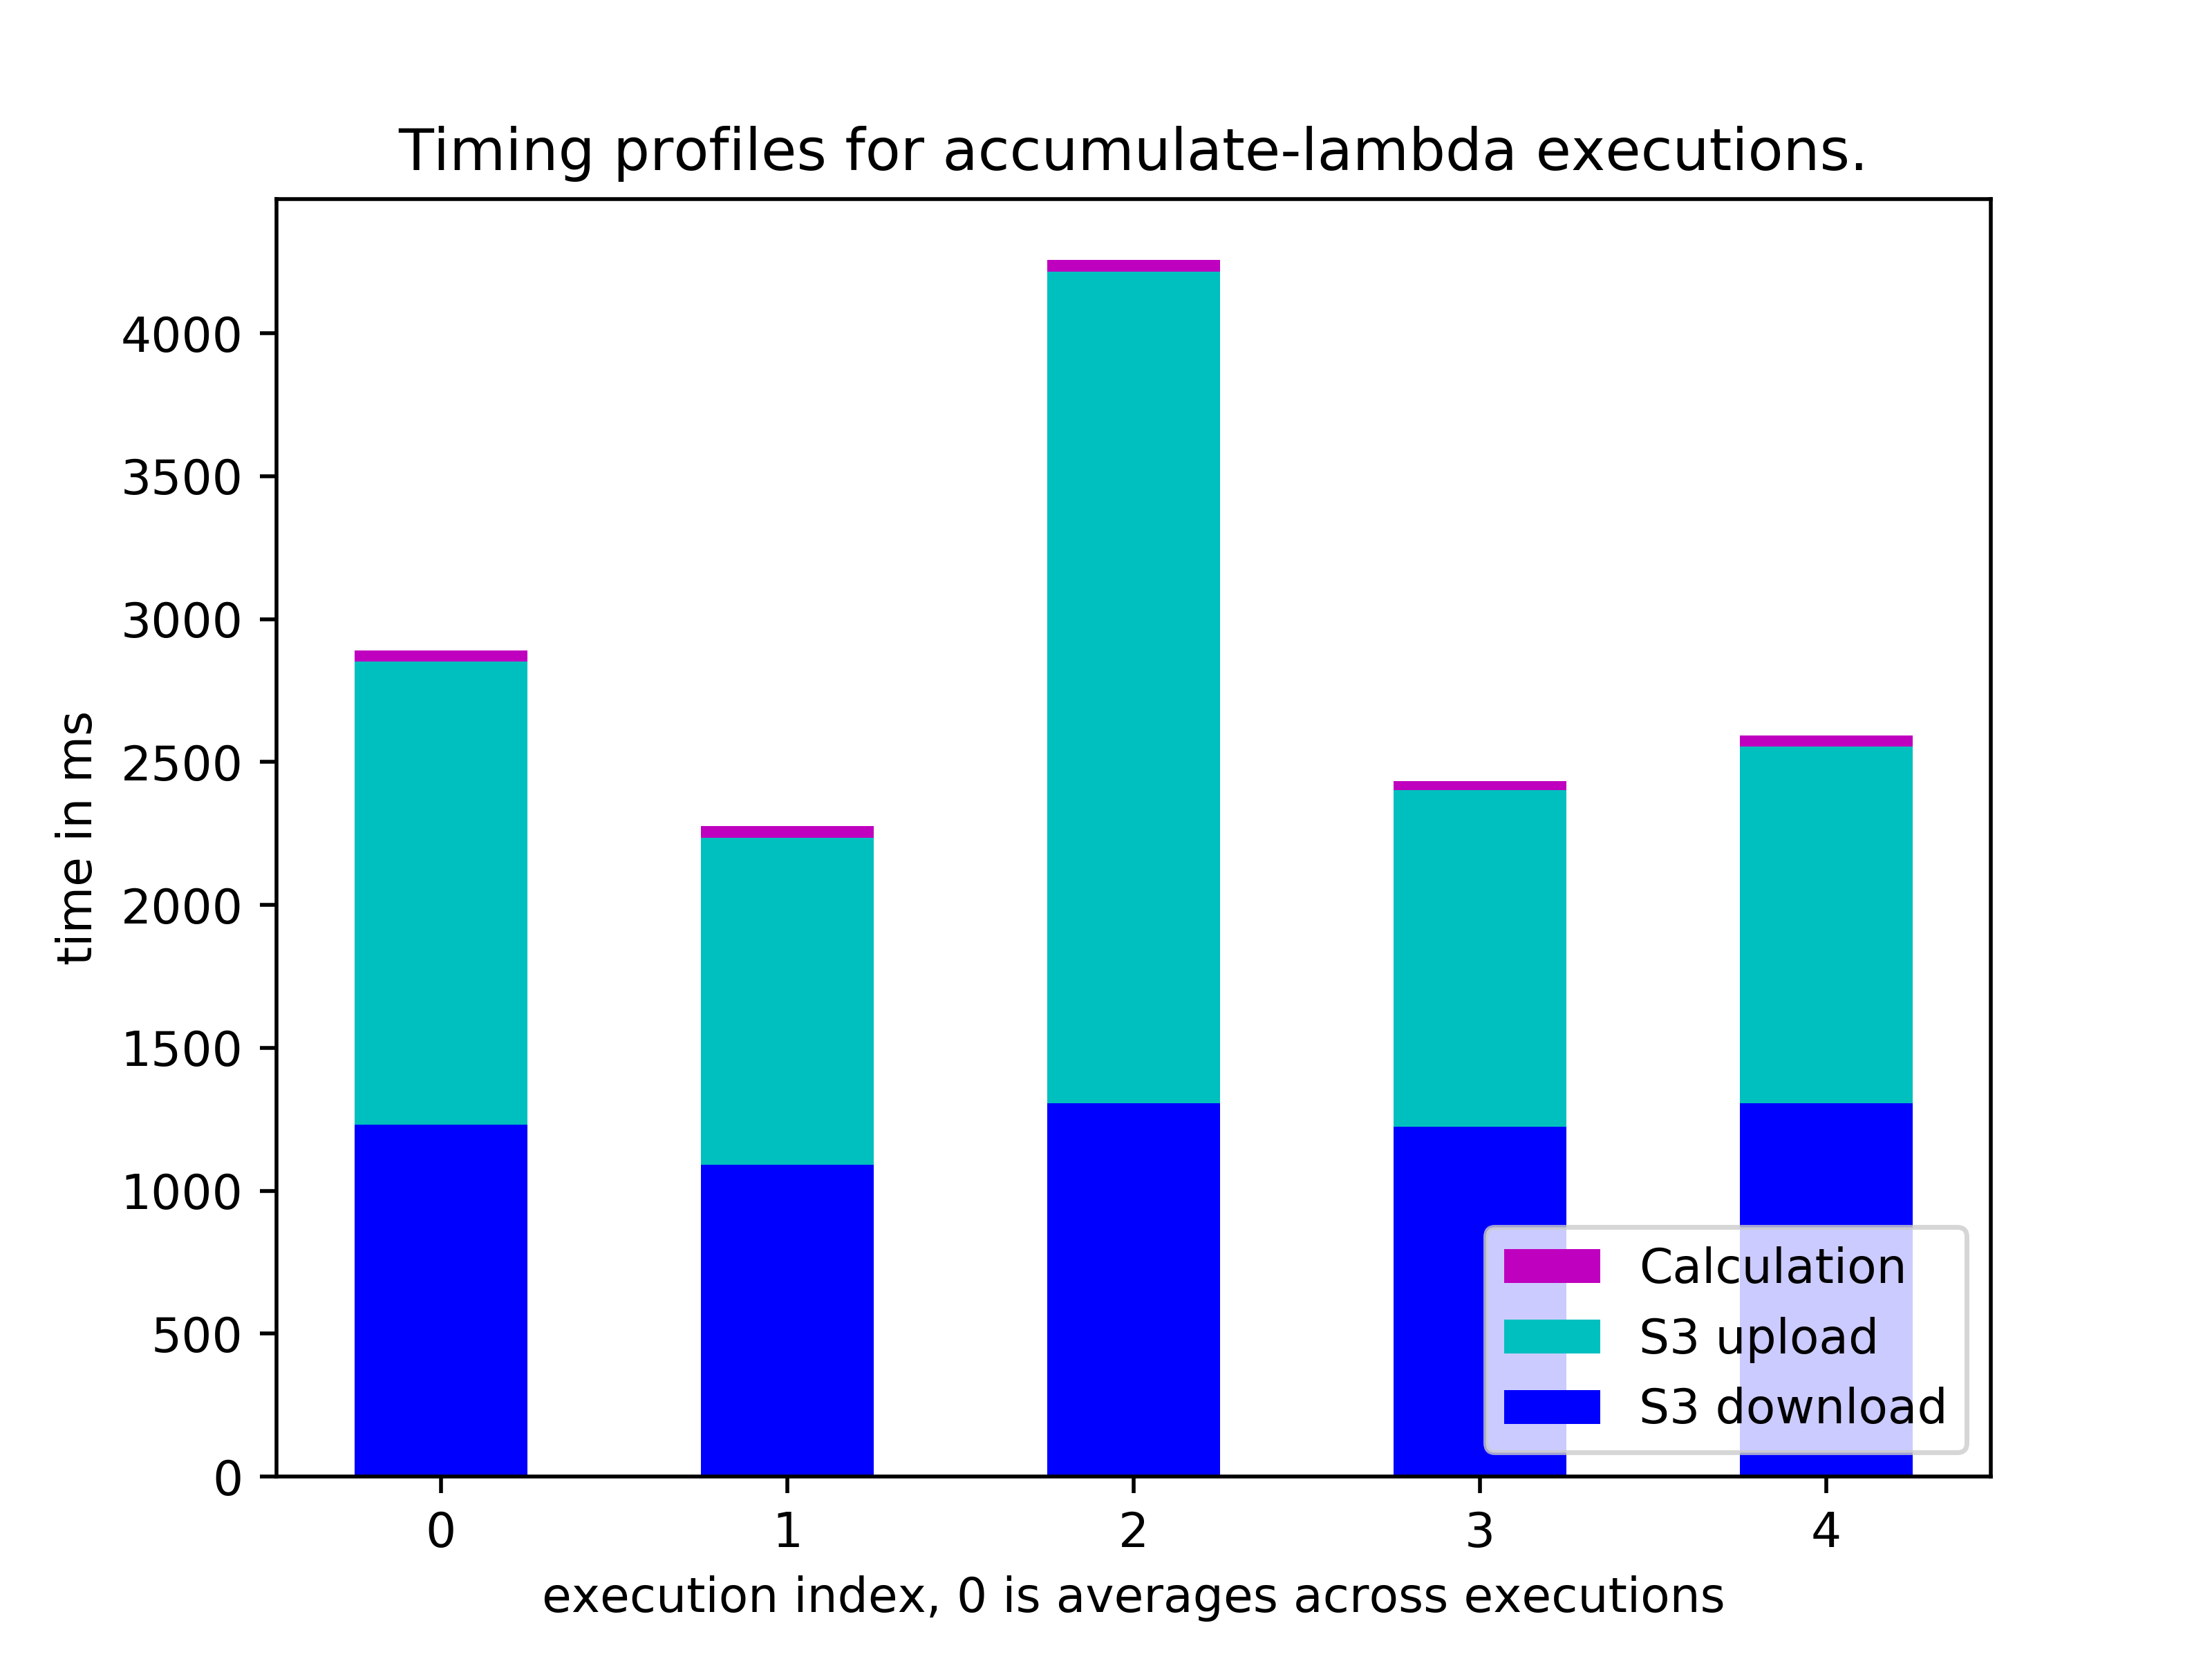 Timing profiles for accumulate-lambda executions.
time in ms
4000
3500
3000
2500
2000
1500
1000
500
0
Calculation
S3 upload
S3 download
0 1 2 3 4
execution index, 0 is averages across executions